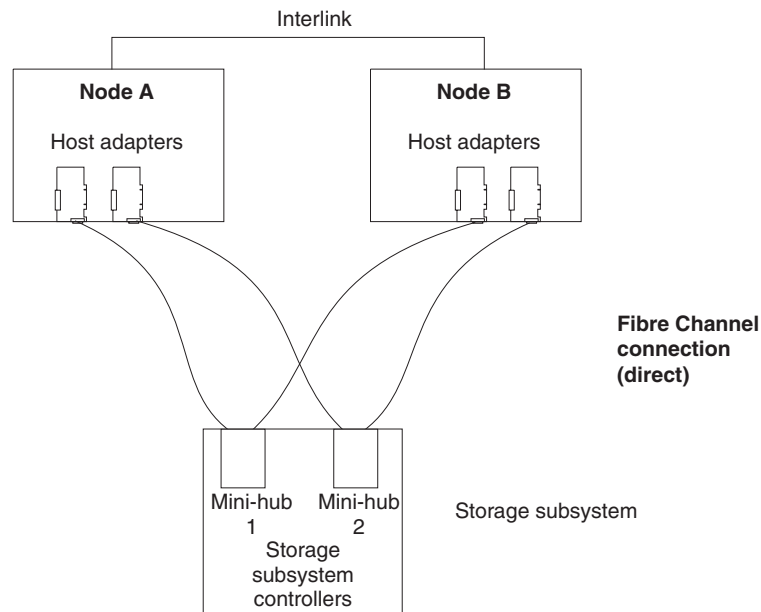 Interlink
Node A
Node B
Host adapters
Host adapters
Fibre Channel
connection
(direct)
Mini-hub
1
Mini-hub
2
Storage subsystem
Storage
subsystem
controllers